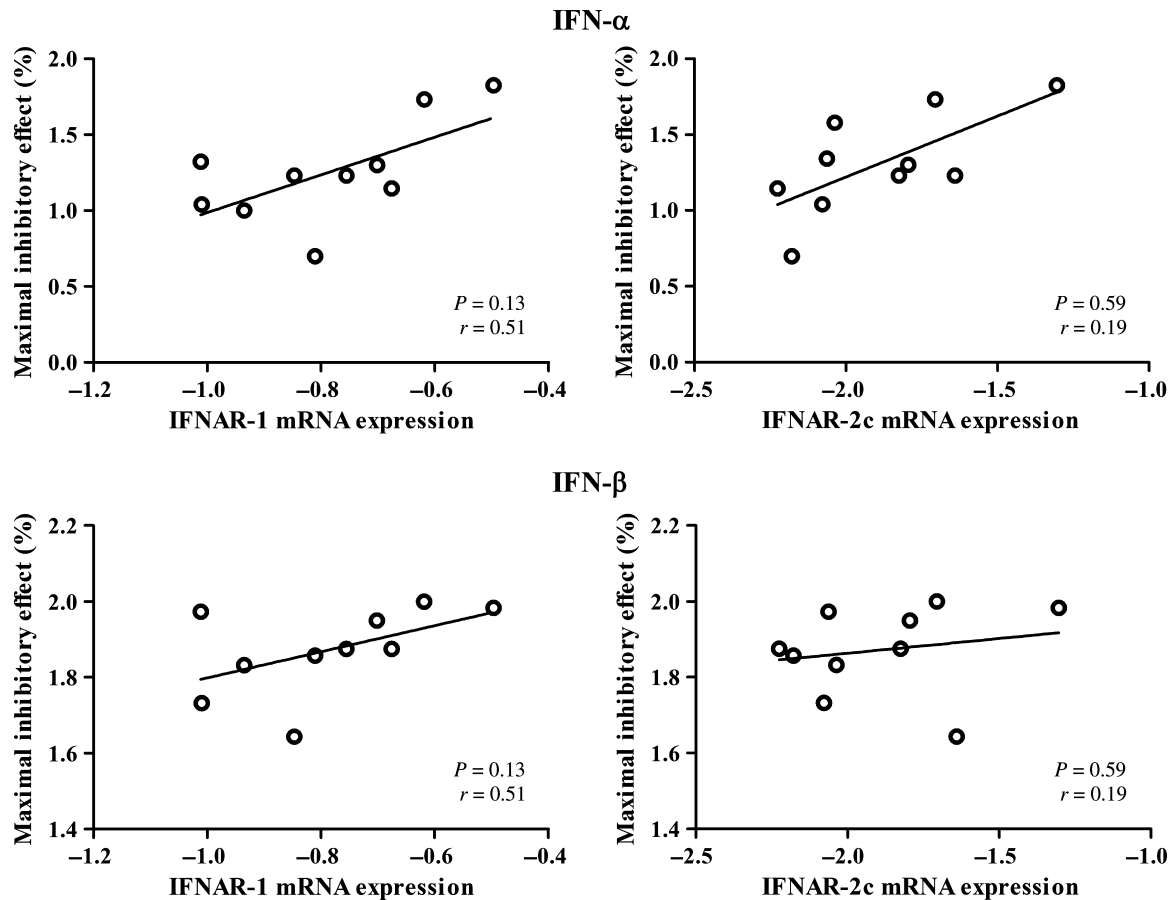 IFN-α
Maximal inhibitory effect (%)
2.0
1.5
1.0
0.5
0.0
P = 0.13
r = 0.51
–1.2
–1.0
–0.8
–0.6
–0.4
IFNAR-1 mRNA expression
Maximal inhibitory effect (%)
2.0
1.5
1.0
0.5
0.0
P = 0.59
r = 0.19
–2.5
–2.0
–1.5
–1.0
IFNAR-2c mRNA expression
IFN-β
Maximal inhibitory effect (%)
2.2
2.0
1.8
1.6
1.4
P = 0.13
r = 0.51
–1.2
–1.0
–0.8
–0.6
–0.4
IFNAR-1 mRNA expression
Maximal inhibitory effect (%)
2.2
2.0
1.8
1.6
1.4
P = 0.59
r = 0.19
–2.5
–2.0
–1.5
–1.0
IFNAR-2c mRNA expression